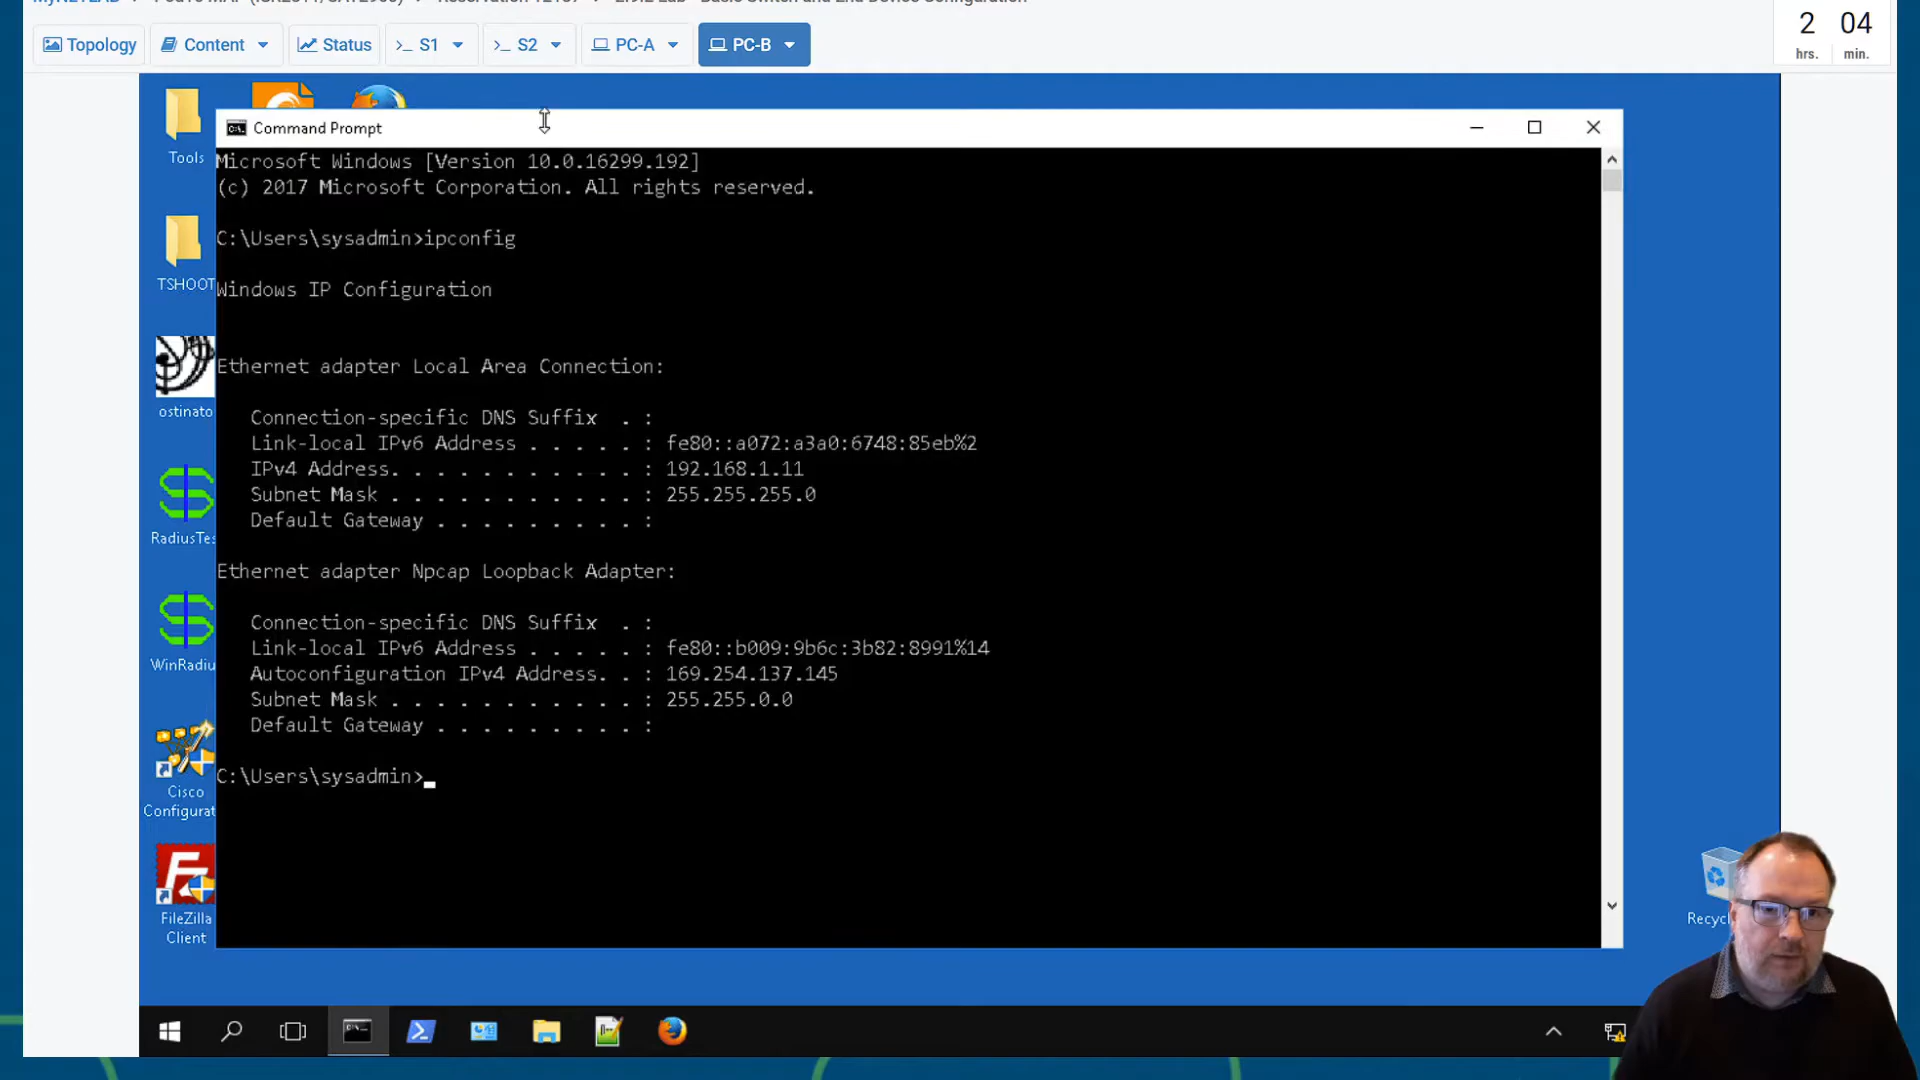 Topology
Content
Status
S1
S2
PC-A
PC-B
2 04
hrs. min.
Tools
TSHOOT
ostinato
RadiusTes
WinRadiu
Cisco
Configurat
FileZilla
Client
Recycl
Command Prompt
Microsoft Windows [Version 10.0.16299.192]
(c) 2017 Microsoft Corporation. All rights reserved.
C:\Users\sysadmin>ipconfig
Windows IP Configuration
Ethernet adapter Local Area Connection:
Connection-specific DNS Suffix . :
Link-local IPv6 Address . . . . . : fe80::a072:a3a0:6748:85eb%2
IPv4 Address. . . . . . . . . . . : 192.168.1.11
Subnet Mask . . . . . . . . . . . : 255.255.255.0
Default Gateway . . . . . . . . . :
Ethernet adapter Npcap Loopback Adapter:
Connection-specific DNS Suffix . :
Link-local IPv6 Address . . . . . : fe80::b009:9b6c:3b82:8991%14
Autoconfiguration IPv4 Address. . : 169.254.137.145
Subnet Mask . . . . . . . . . . . : 255.255.0.0
Default Gateway . . . . . . . . . :
C:\Users\sysadmin>